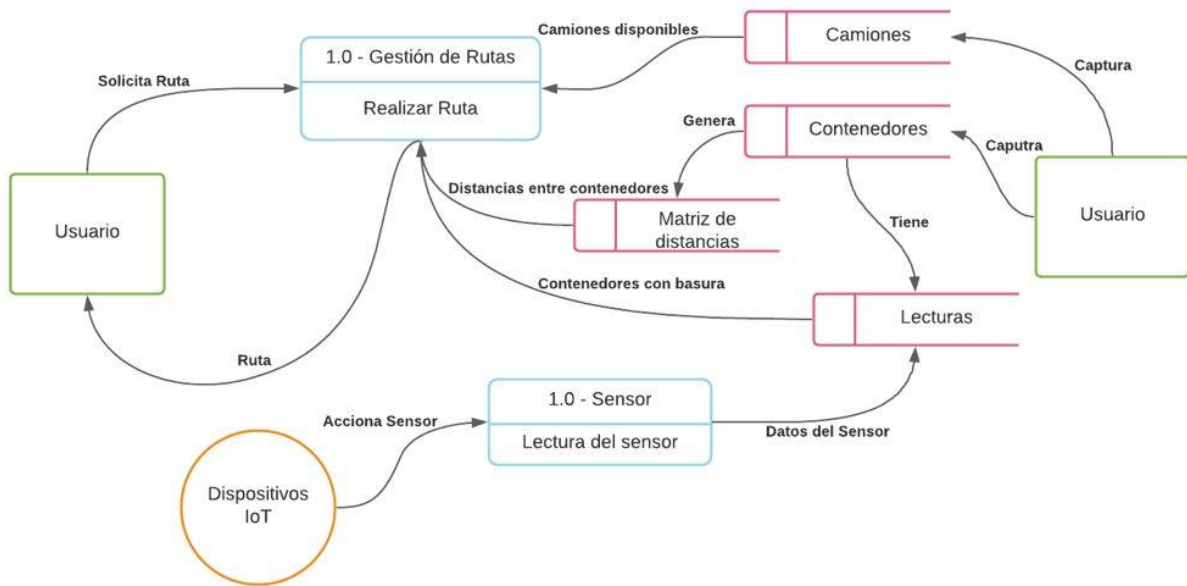 Camiones disponibles
Camiones
1.0 - Gestión de Rutas
Solicita Ruta
Captura
Realizar Ruta
Genera
Contenedores
Caputra
Distancias entre contenedores
Usuario
Matriz de
distancias
Tiene
Usuario
Contenedores con basura
Lecturas
Ruta
1.0 - Sensor
Acciona Sensor
Datos del Sensor
Lectura del sensor
Dispositivos
IoT